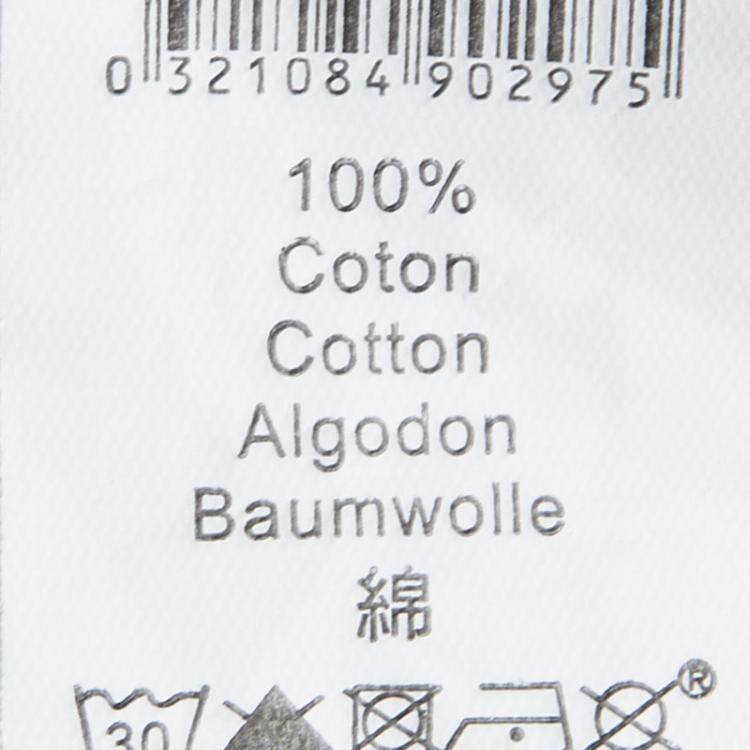 0 321084 902975
100%
Coton
Cotton
Algodon
Baumwolle
綿
®
30